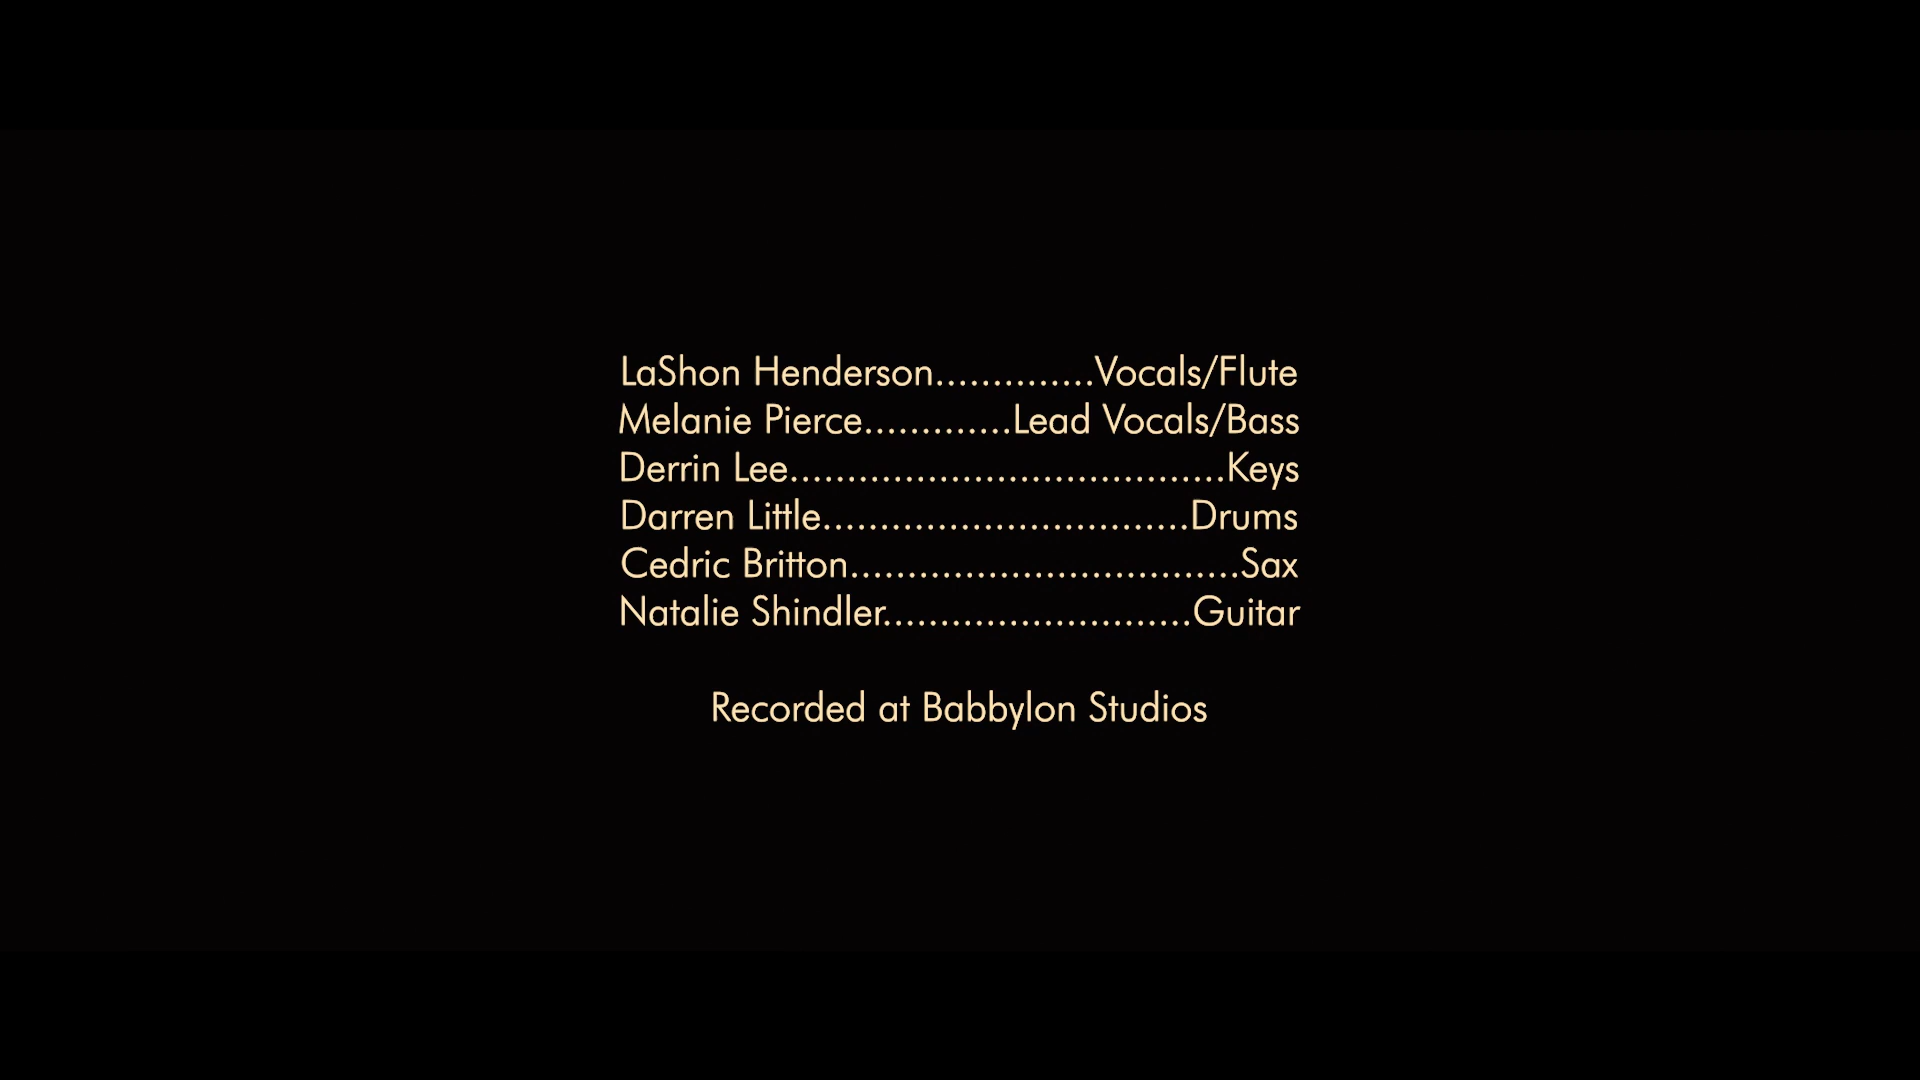 LaShon Henderson..............Vocals/Flute
Melanie Pierce.............Lead Vocals/Bass
Derrin Lee......................................Keys
Darren Little................................Drums
Cedric Britton..................................Sax
Natalie Shindler...........................Guitar
Recorded at Babbylon Studios